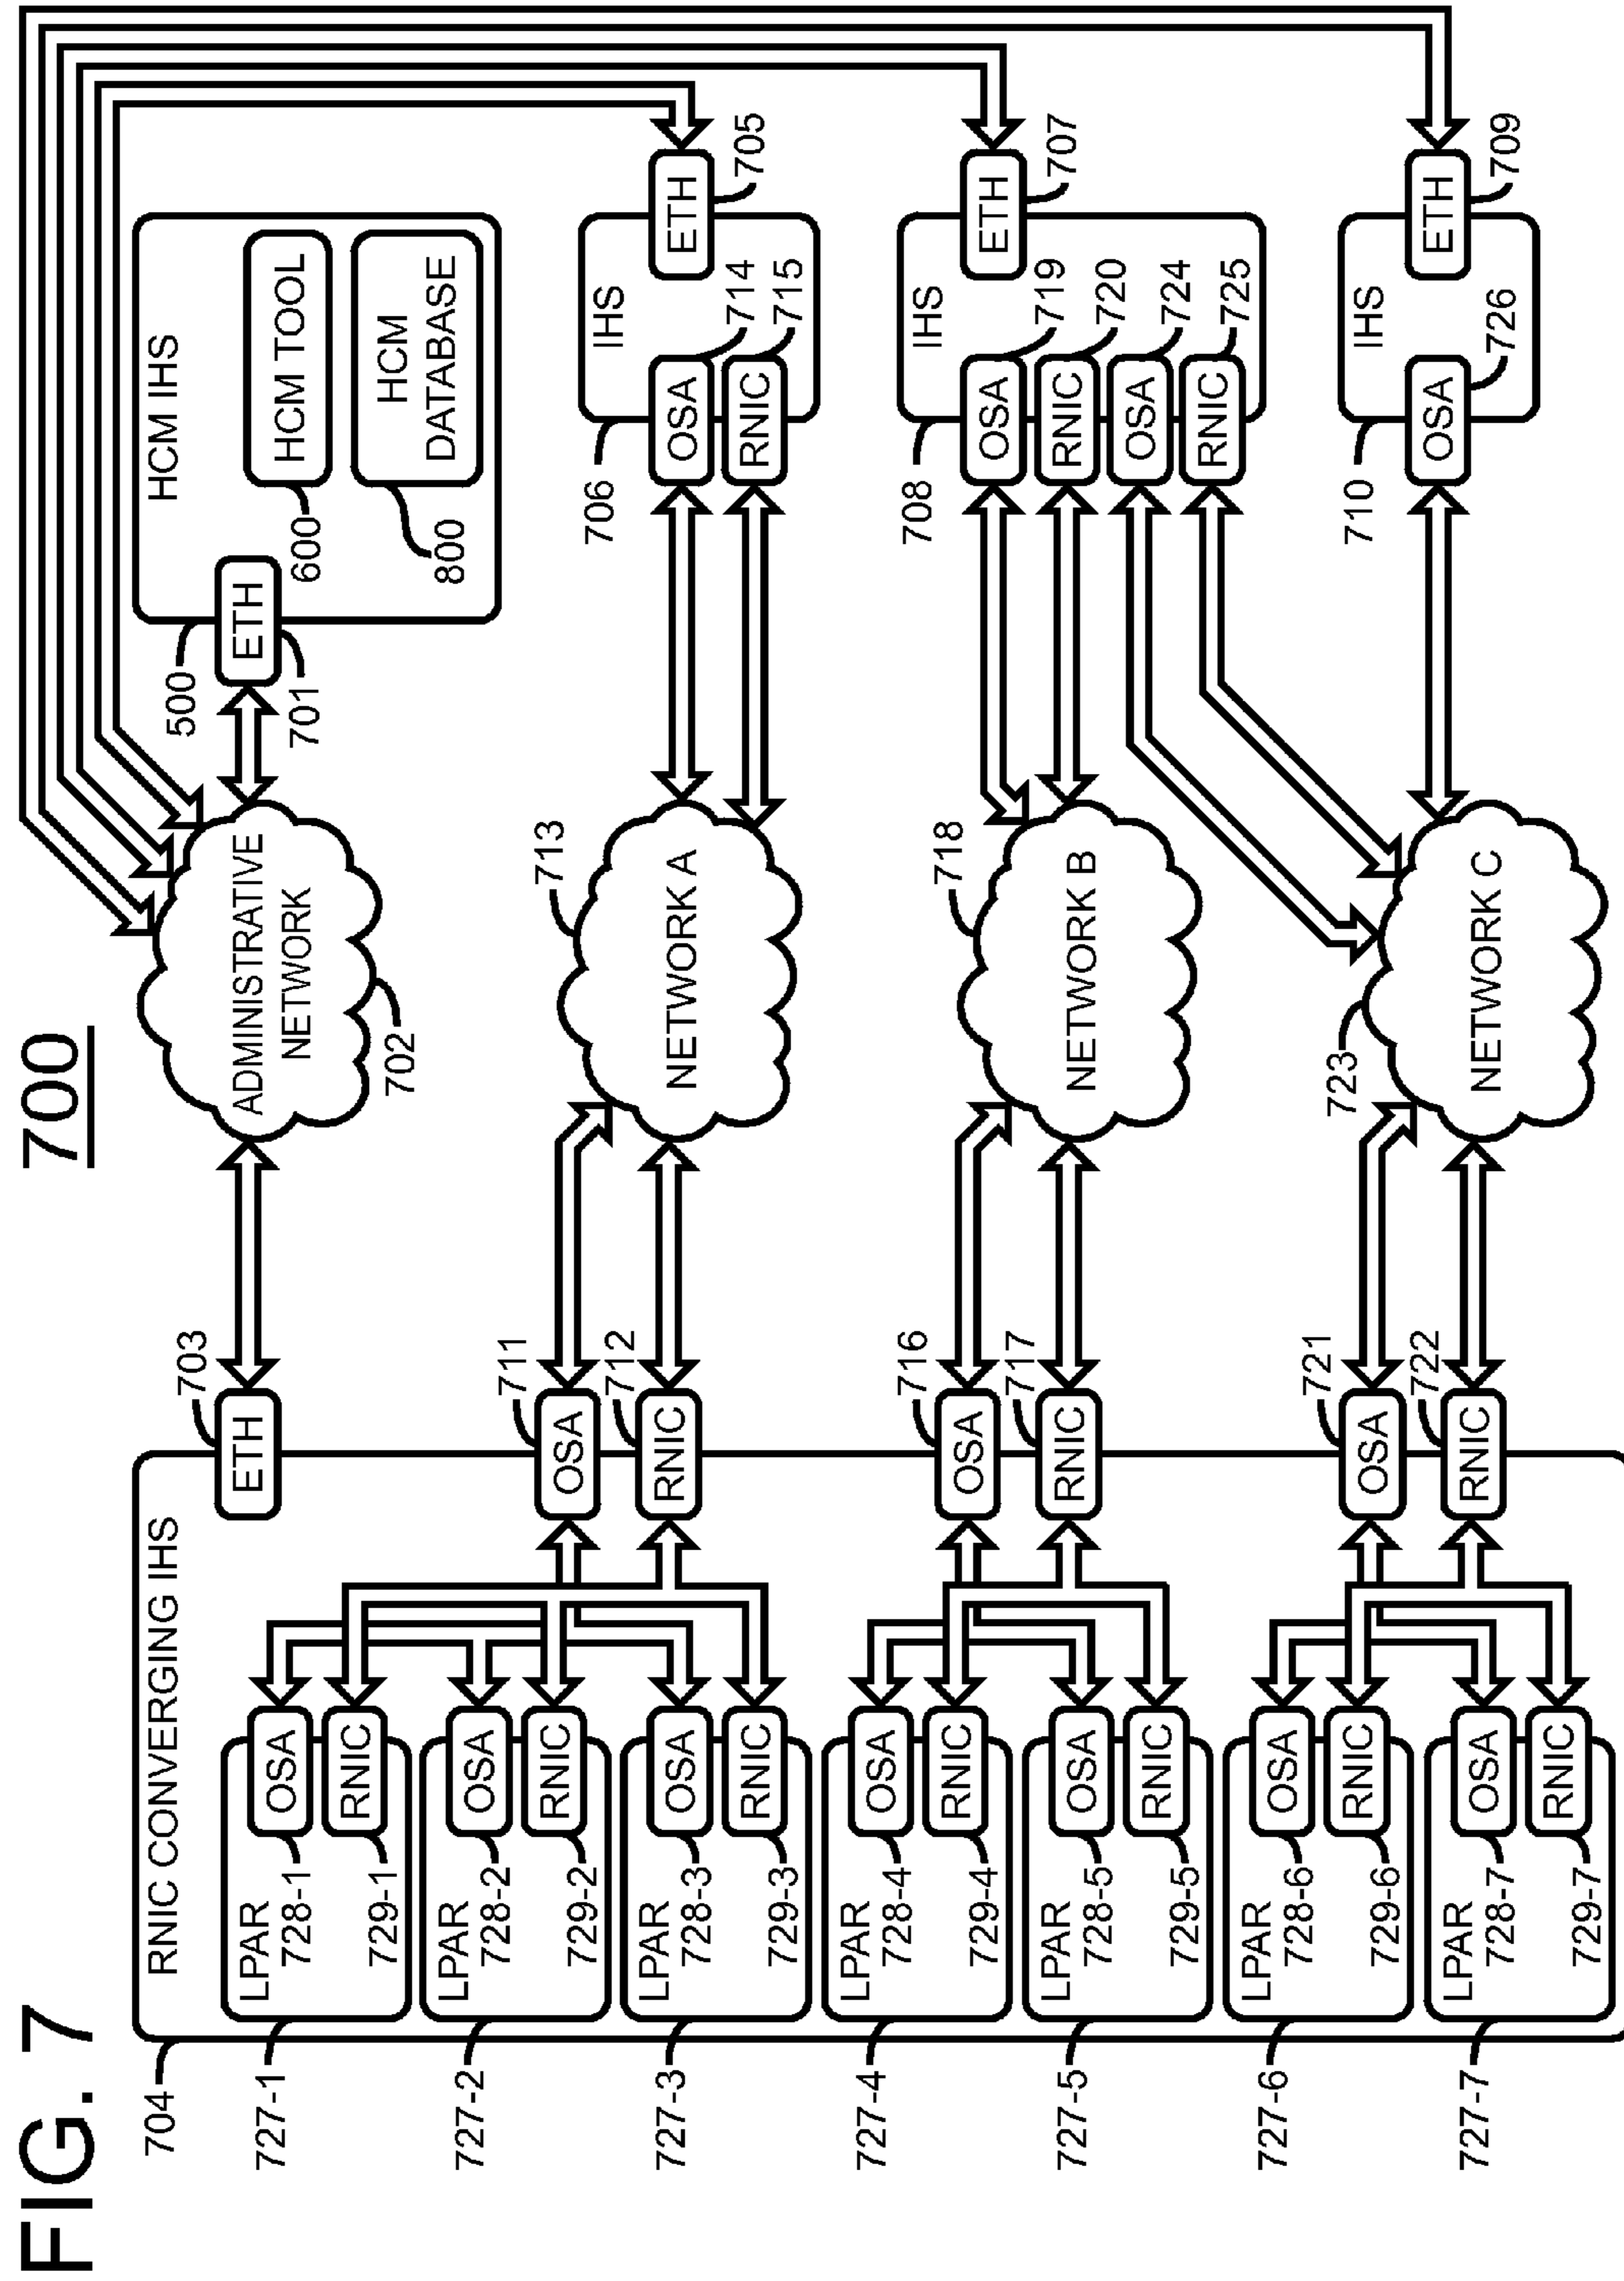 FIG. 7
700
RNIC CONVERGING IHS
704
ETH
703
LPAR
727-1
OSA
728-1
RNIC
729-1
LPAR
727-2
OSA
728-2
RNIC
729-2
LPAR
727-3
OSA
728-3
RNIC
729-3
LPAR
727-4
OSA
728-4
RNIC
729-4
LPAR
727-5
OSA
728-5
RNIC
729-5
LPAR
727-6
OSA
728-6
RNIC
729-6
LPAR
727-7
OSA
728-7
RNIC
729-7
OSA
711
RNIC
712
OSA
716
RNIC
717
OSA
721
RNIC
722
ADMINISTRATIVE
NETWORK
702
NETWORK A
713
NETWORK B
718
NETWORK C
723
HCM IHS
500
ETH
701
HCM TOOL
600
HCM
DATABASE
800
IHS
706
OSA
714
RNIC
715
ETH
705
IHS
708
OSA
719
RNIC
720
OSA
724
RNIC
725
ETH
707
IHS
710
OSA
726
ETH
709